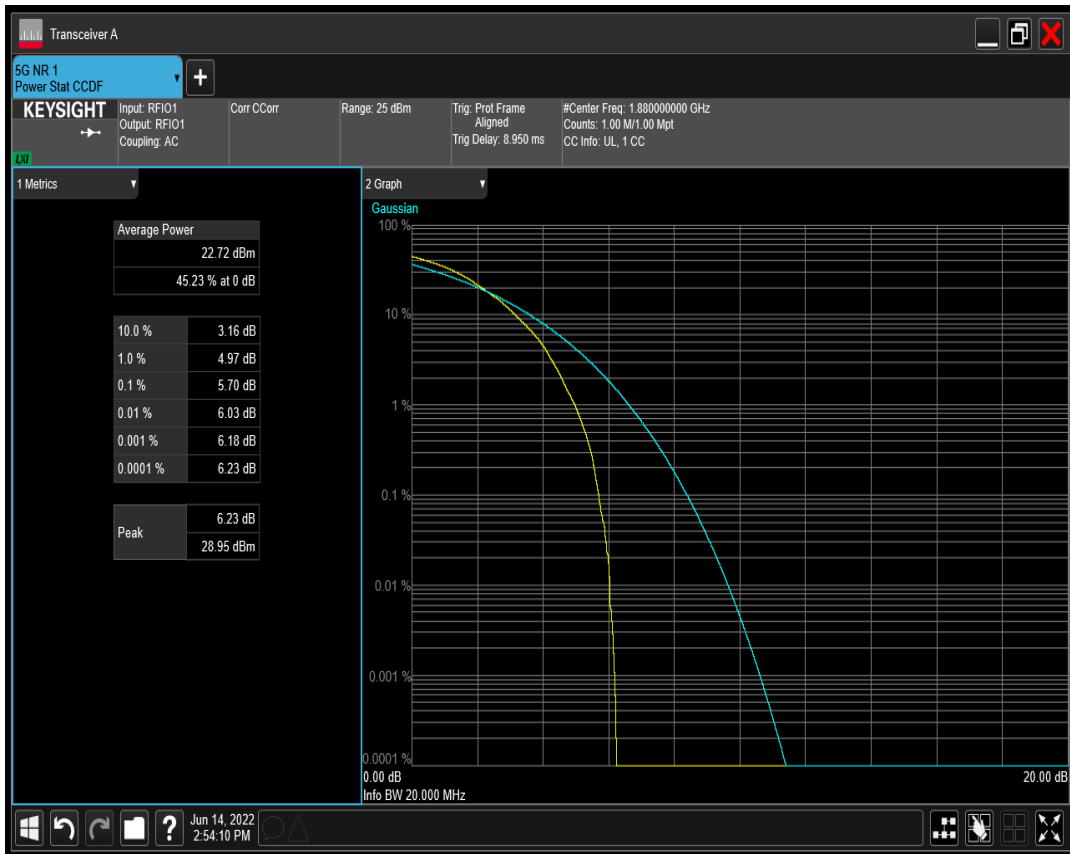 Transceiver A
5G NR 1
Power Stat CCDF
+
KEYSIGHT
LXI
Input: RFIO1
Output: RFIO1
Coupling: AC
Corr CCorr
Range: 25 dBm
Trig: Prot Frame
Aligned
Trig Delay: 8.950 ms
#Center Freq: 1.880000000 GHz
Counts: 1.00 M/1.00 Mpt
CC Info: UL, 1 CC
1 Metrics
Average Power
22.72 dBm
45.23 % at 0 dB
10.0 % 3.16 dB
1.0 % 4.97 dB
0.1 % 5.70 dB
0.01 % 6.03 dB
0.001 % 6.18 dB
0.0001 % 6.23 dB
Peak
6.23 dB
28.95 dBm
2 Graph
Gaussian
100 %
10 %
1 %
0.1 %
0.01 %
0.001 %
0.0001 %
0.00 dB 20.00 dB
Info BW 20.000 MHz
?
Jun 14, 2022
2:54:10 PM